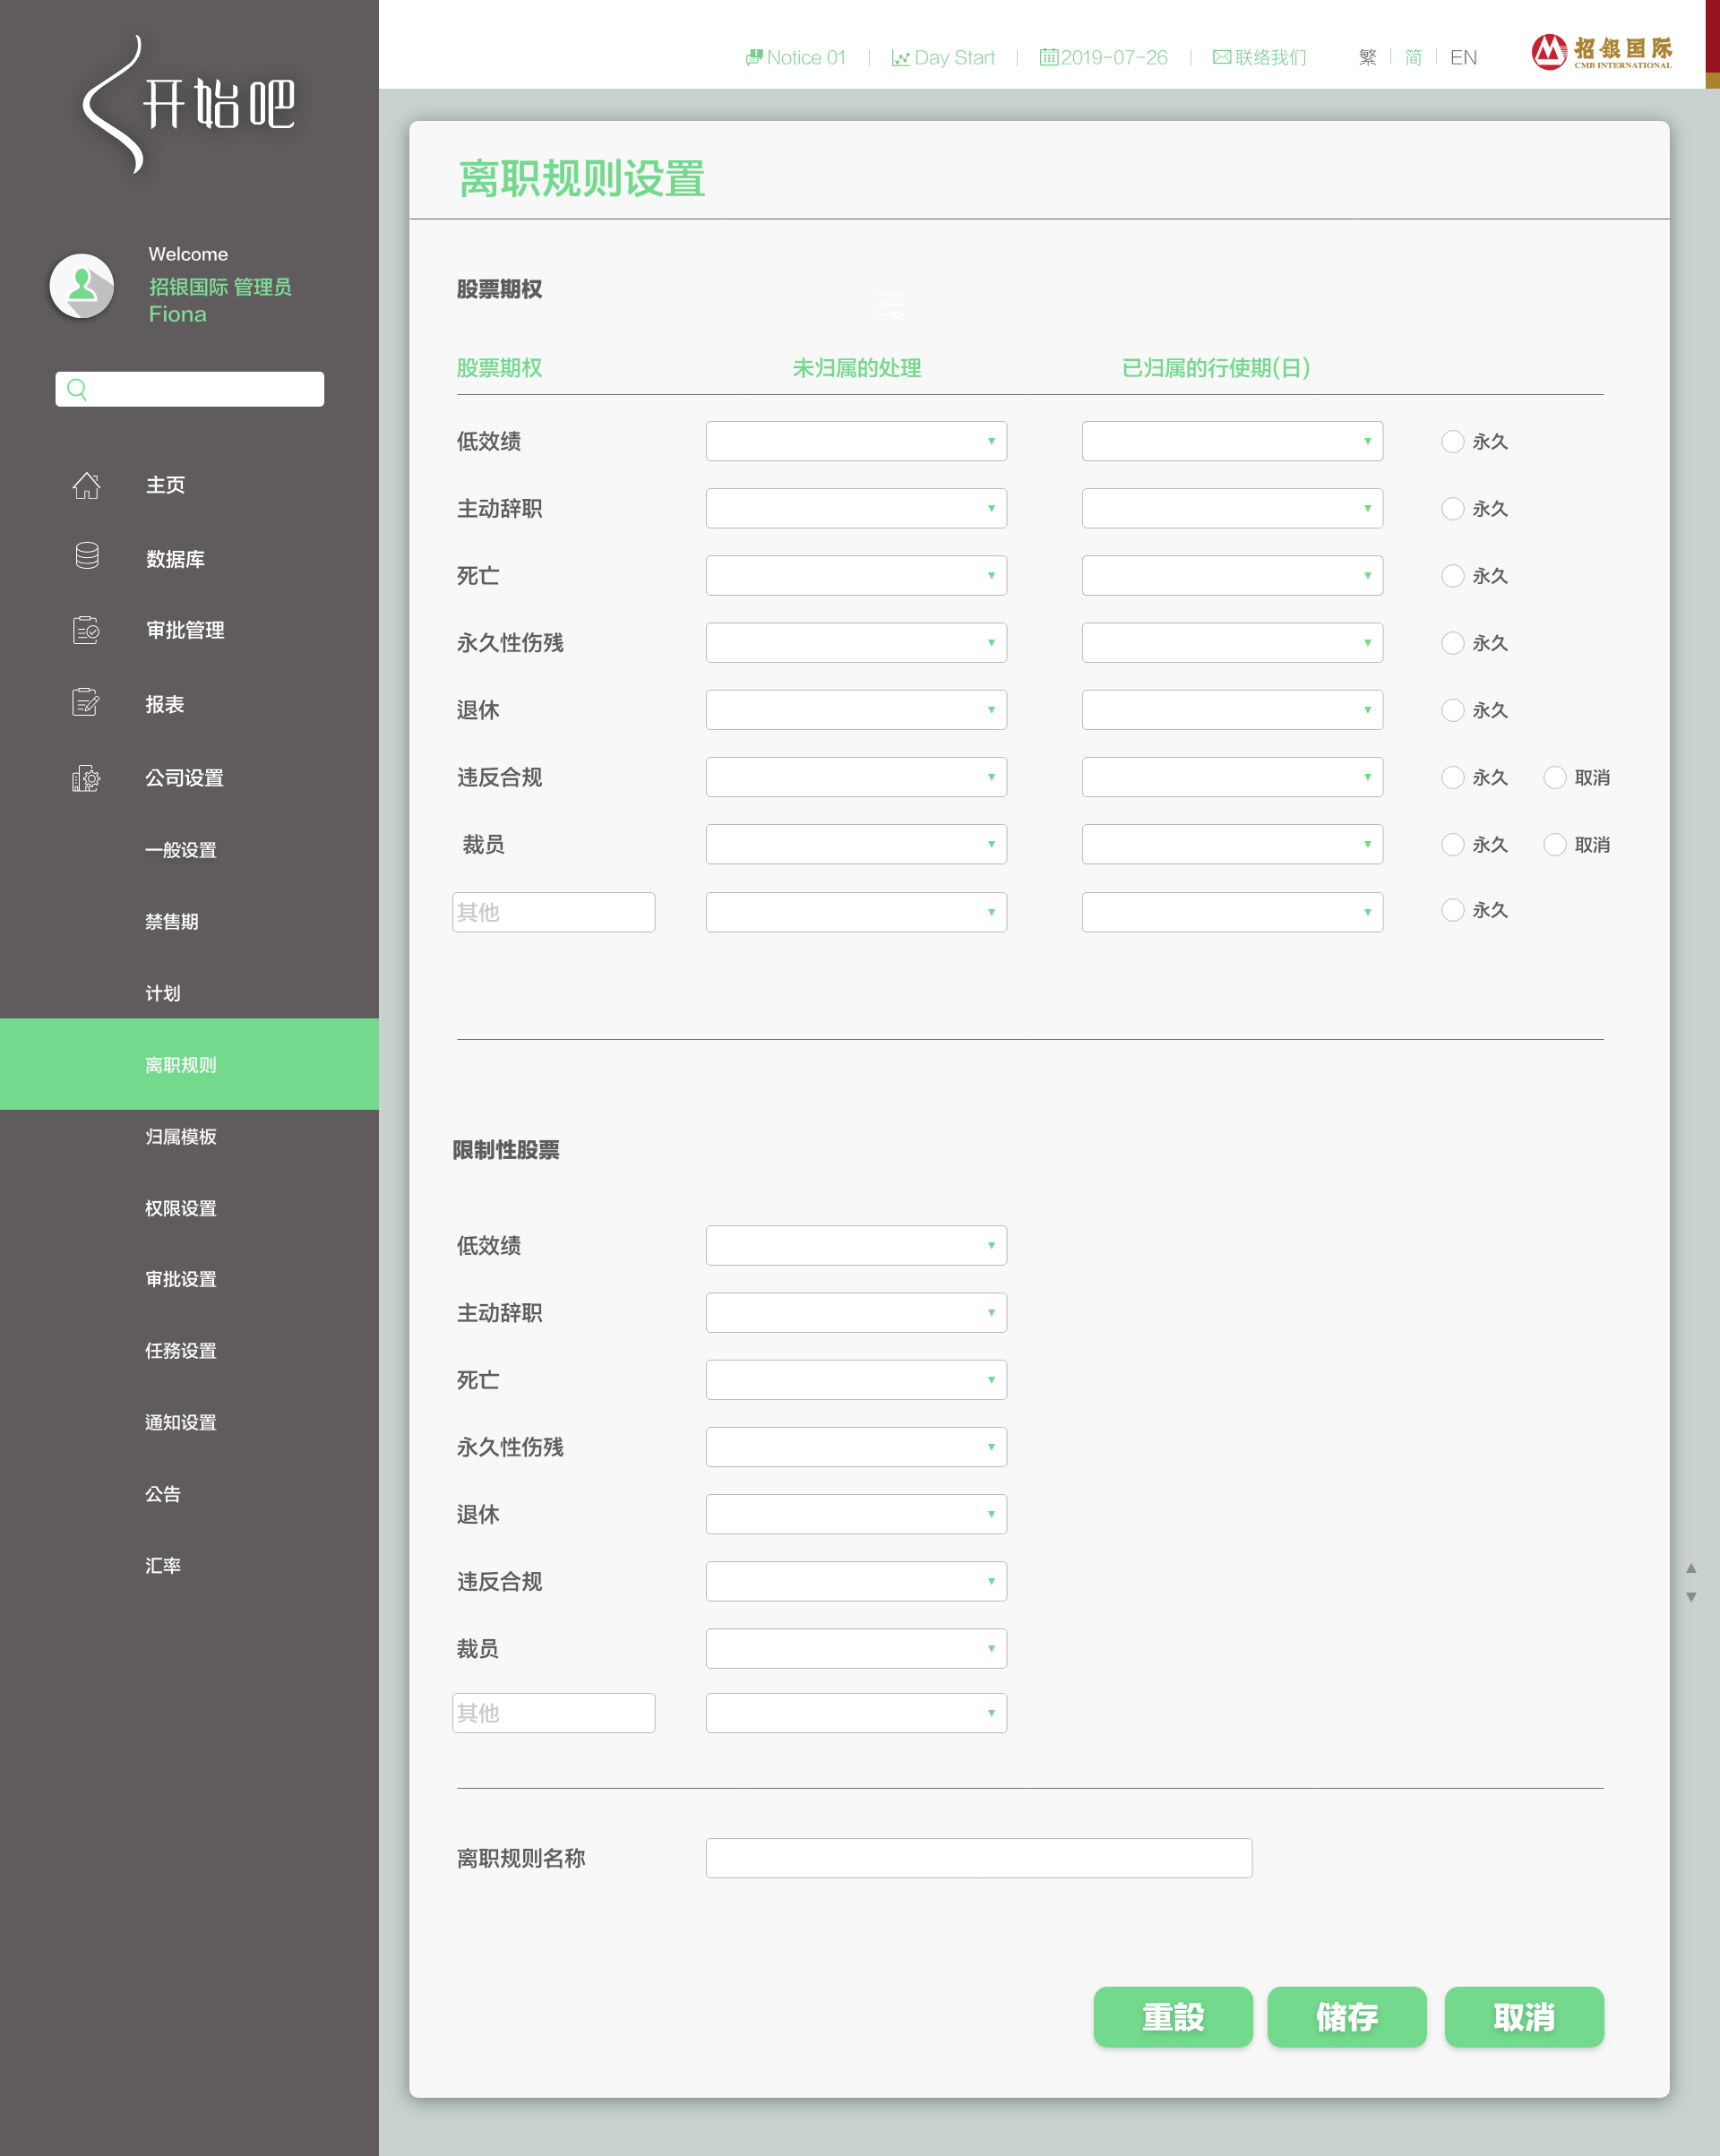 开始吧
Notice 01
Day Start
2019-07-26
联络我们
繁
简
EN
招银国际
CMB INTERNATIONAL
Welcome
招银国际 管理员
Fiona
主页
数据库
审批管理
报表
公司设置
一般设置
禁售期
计划
离职规则
归属模板
权限设置
审批设置
任務设置
通知设置
公告
汇率
离职规则设置
股票期权
股票期权 未归属的处理 已归属的行使期(日)
低效绩 永久
主动辞职 永久
死亡 永久
永久性伤残 永久
退休 永久
违反合规 永久 取消
裁员 永久 取消
其他 永久
限制性股票
低效绩
主动辞职
死亡
永久性伤残
退休
违反合规
裁员
其他
离职规则名称
重設 储存 取消